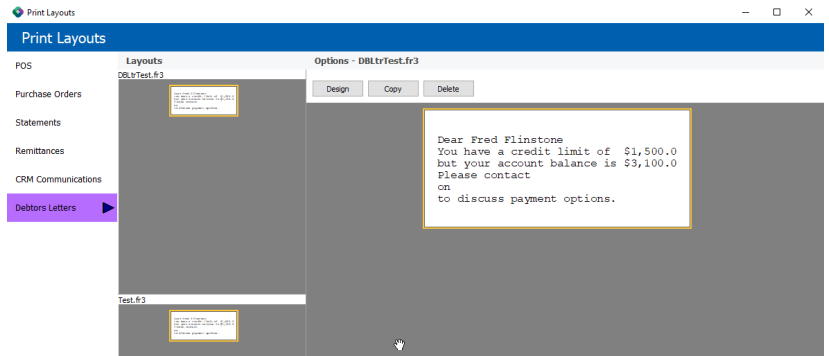 Print Layouts
Print Layouts
POS
Purchase Orders
Statements
Remittances
CRM Communications
Debtors Letters
Layouts
DBLtrTest.fr3
Test.fr3
Options - DBLtrTest.fr3
Design Copy Delete
Dear Fred Flinstone
You have a credit limit of $1,500.0
but your account balance is $3,100.0
Please contact
on
to discuss payment options.